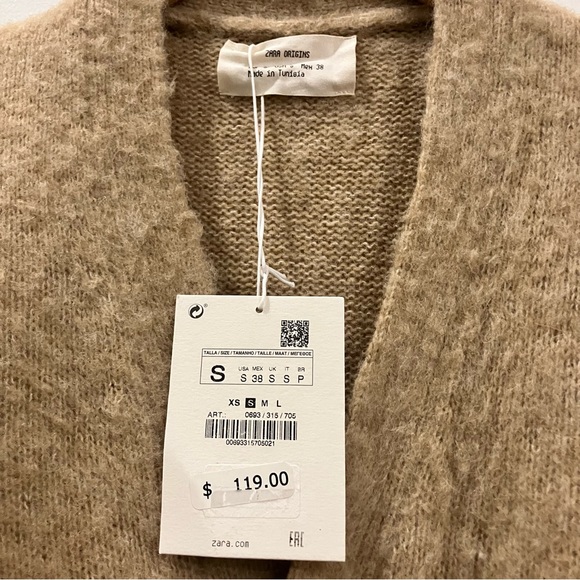 ZARA ORIGINS
Mex 38
Made in Tunisia
TALLA / SIZE / TAMANHO / TAILLE / MAAT / ΜΕΓΕΘΟΣ
S
USA MEX UK IT BR
S 38 S S P
XS S M L
ART.: 0693 / 315 / 705
00693315705021
$ 119.00
zara.com
EAC